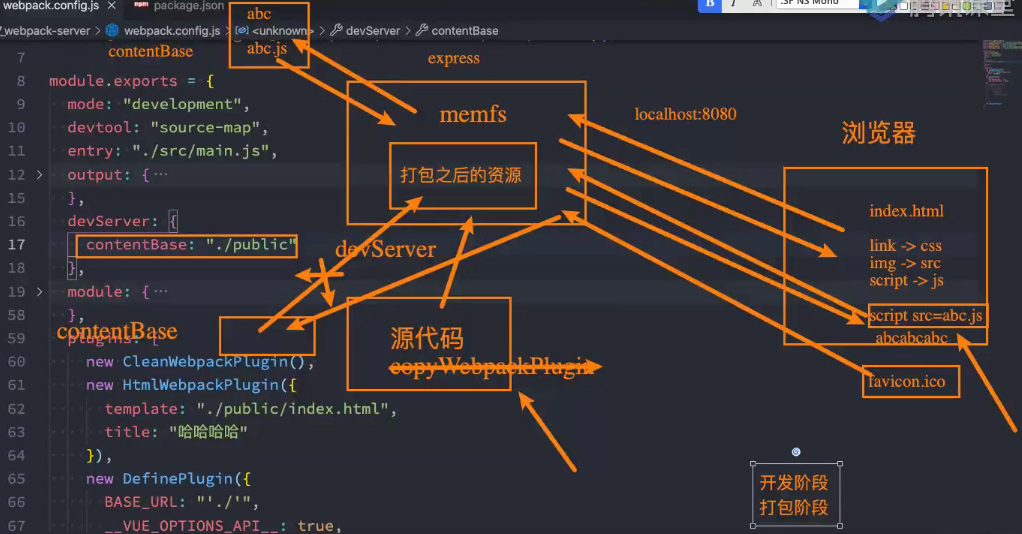 webpack.config.js
package.json
B
_webpack-server > webpack.config.js > <unknown> > devServer > contentBase
abc
abc.js
contentBase
express
7
8 module.exports = {
9 mode: "development",
10 devtool: "source-map",
11 entry: "./src/main.js",
12 output: {⋯
15 },
16 devServer: {
17 contentBase: "./public"
18 },
19 module: {⋯
58 },
59 plugins: [
60 new CleanWebpackPlugin(),
61 new HtmlWebpackPlugin({
62 template: "./public/index.html",
63 title: "哈哈哈哈"
64 }),
65 new DefinePlugin({
66 BASE_URL: "'./'",
67 __VUE_OPTIONS_API__: true,
memfs
打包之后的资源
devServer
contentBase
源代码
copyWebpackPlugin
localhost:8080
浏览器
index.html
link -> css
img -> src
script -> js
script src=abc.js
abcabcabc
favicon.ico
开发阶段
打包阶段